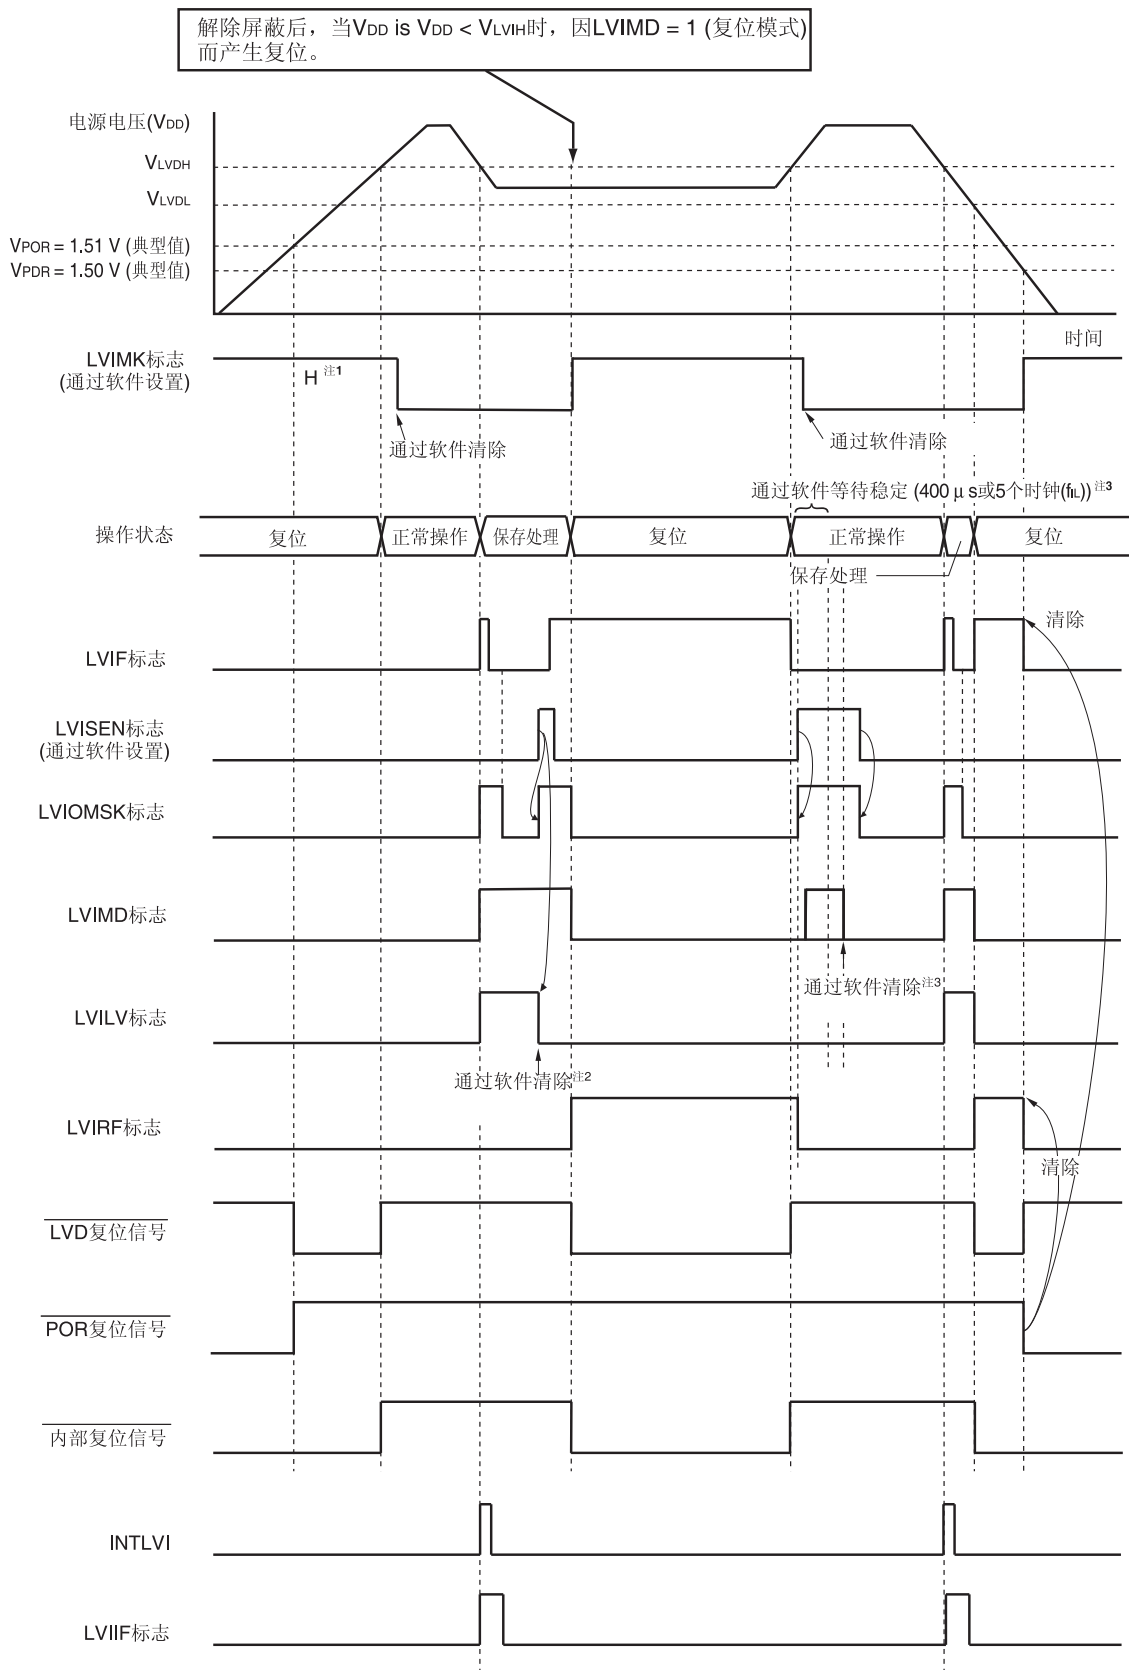 解除屏蔽后，当VDD is VDD < VLVIH时，因LVIMD = 1 (复位模式)
而产生复位。
电源电压(VDD)
VLVDH
VLVDL
VPOR = 1.51 V (典型值)
VPDR = 1.50 V (典型值)
时间
LVIMK标志
(通过软件设置)
H 注1
通过软件清除
通过软件清除
通过软件等待稳定 (400 μ s或5个时钟(fIL)) 注3
操作状态
复位
正常操作
保存处理
复位
正常操作
复位
保存处理
清除
LVIF标志
LVISEN标志
(通过软件设置)
LVIOMSK标志
LVIMD标志
通过软件清除注3
LVILV标志
通过软件清除注2
LVIRF标志
清除
LVD复位信号
POR复位信号
内部复位信号
INTLVI
LVIIF标志